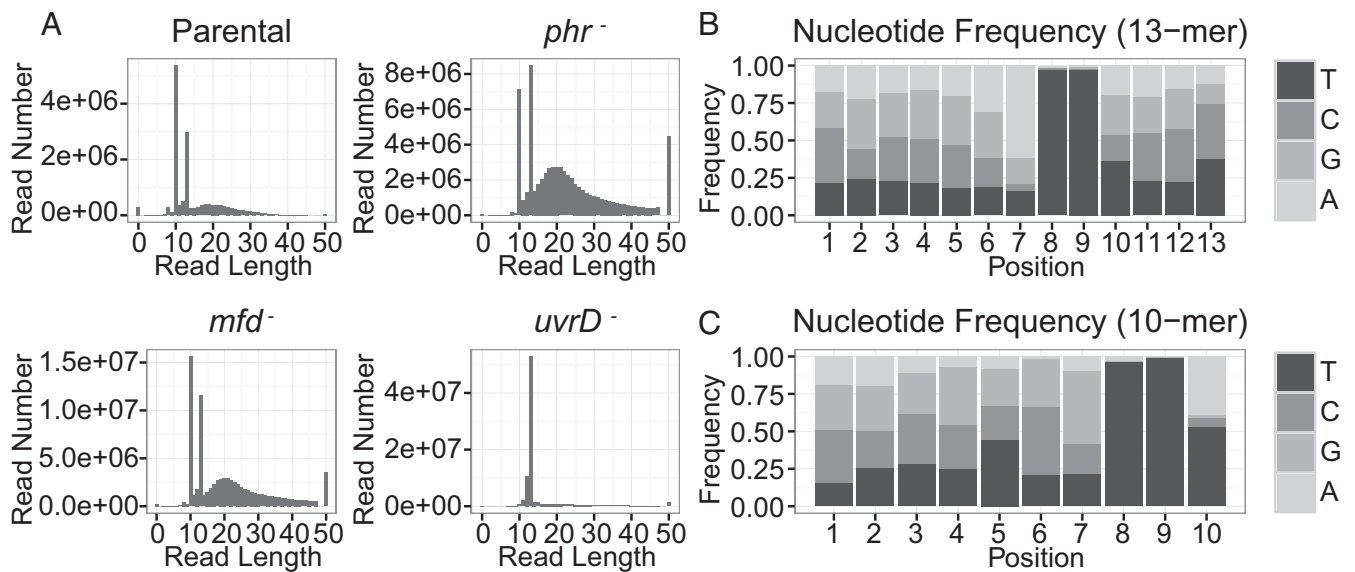 A
Parental
Read Number
4e+06
2e+06
0e+00
0 10 20 30 40 50
Read Length
phr -
Read Number
8e+06
6e+06
4e+06
2e+06
0e+00
0 10 20 30 40 50
Read Length
B
Nucleotide Frequency (13−mer)
Frequency
1.00
0.75
0.50
0.25
0.00
1 2 3 4 5 6 7 8 9 10 11 12 13
Position
T
C
G
A
mfd -
Read Number
1.5e+07
1.0e+07
5.0e+06
0.0e+00
0 10 20 30 40 50
Read Length
uvrD -
Read Number
4e+07
2e+07
0e+00
0 10 20 30 40 50
Read Length
C
Nucleotide Frequency (10−mer)
Frequency
1.00
0.75
0.50
0.25
0.00
1 2 3 4 5 6 7 8 9 10
Position
T
C
G
A